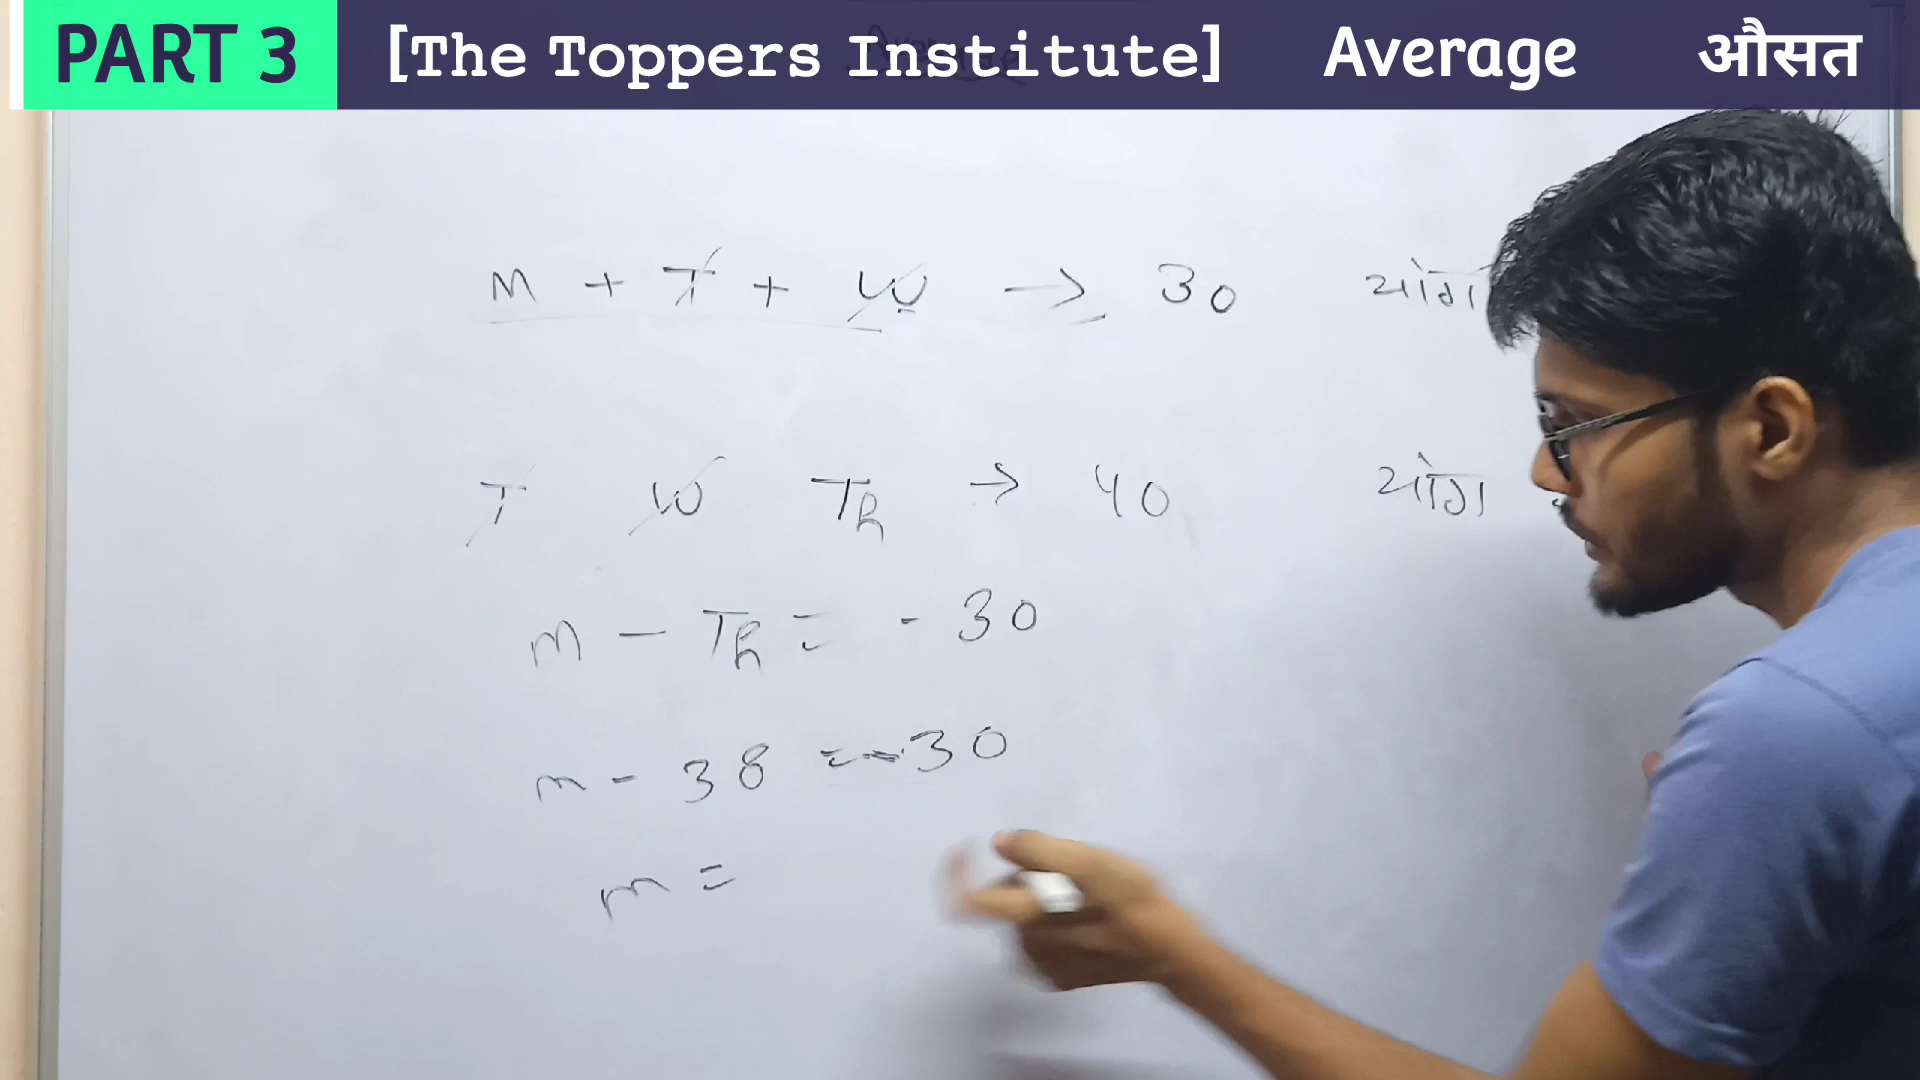 PART 3 [The Toppers Institute] Average औसत
M + T + W → 30 योग
T W Th → 40 योग
M - Th = - 30
M - 38 = -30
M =